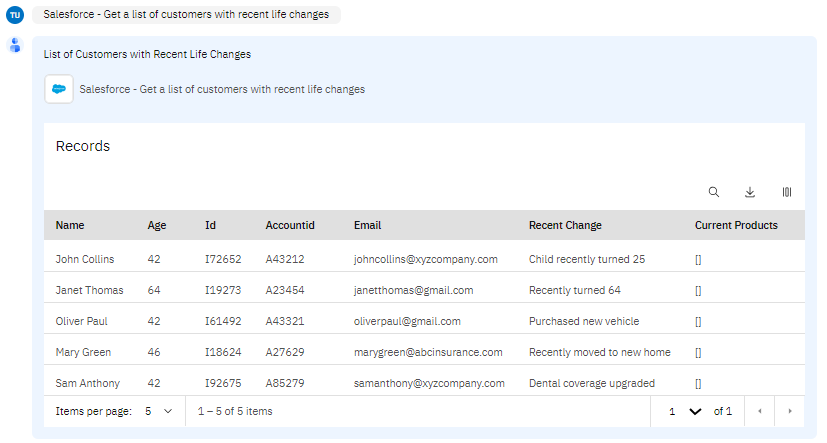 TU Salesforce - Get a list of customers with recent life changes
List of Customers with Recent Life Changes
Salesforce - Get a list of customers with recent life changes
Records
Name Age Id Accountid Email Recent Change Current Products
John Collins 42 I72652 A43212 johncollins@xyzcompany.com Child recently turned 25 []
Janet Thomas 64 I19273 A23454 janetthomas@gmail.com Recently turned 64 []
Oliver Paul 42 I61492 A43321 oliverpaul@gmail.com Purchased new vehicle []
Mary Green 46 I18624 A27629 marygreen@abcinsurance.com Recently moved to new home []
Sam Anthony 42 I92675 A85279 samanthony@xyzcompany.com Dental coverage upgraded []
Items per page: 5 1 – 5 of 5 items 1 of 1